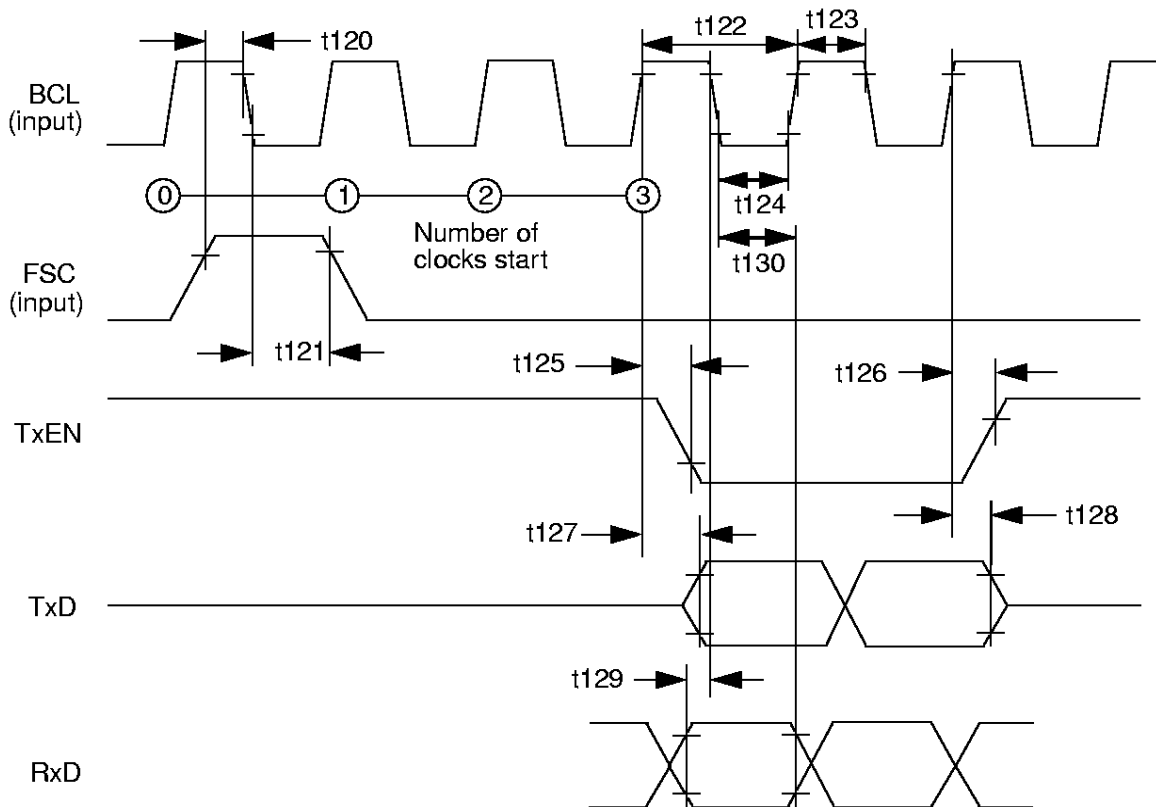 t122
t123
t120
BCL
(input)
0
1
2
3
t124
Number of
clocks start
t130
FSC
(input)
t121
t125
t126
TxEN
t127
t128
TxD
t129
RxD